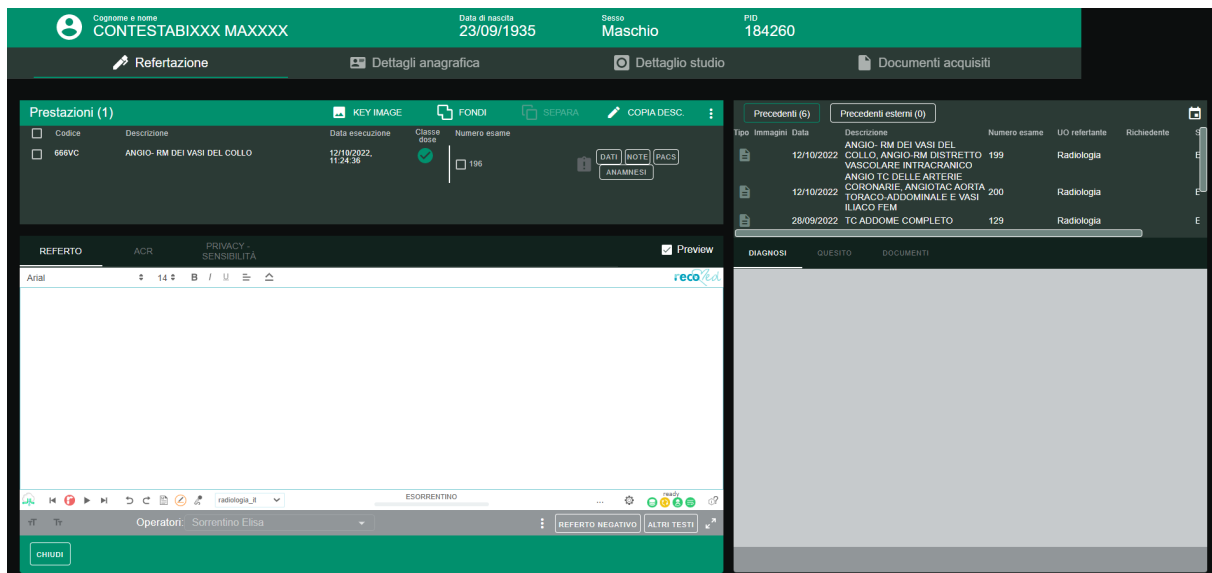 Cognome e nome
CONTESTABIXXX MAXXXX
Data di nascita
23/09/1935
Sesso
Maschio
PID
184260
Refertazione
Dettagli anagrafica
Dettaglio studio
Documenti acquisiti
Prestazioni (1)
KEY IMAGE
FONDI
SEPARA
COPIA DESC.
Codice
Descrizione
Data esecuzione
Classe
dose
Numero esame
666VC
ANGIO- RM DEI VASI DEL COLLO
12/10/2022,
11:24:36
196
DATI
NOTE
PACS
ANAMNESI
REFERTO
ACR
PRIVACY -
SENSIBILITÀ
Preview
Arial
14
B I U
recoMed
radiologia_it
ESORRENTINO
...
ready
Operatori: Sorrentino Elisa
REFERTO NEGATIVO
ALTRI TESTI
CHIUDI
Precedenti (6)
Precedenti esterni (0)
Tipo Immagini Data Descrizione Numero esame UO refertante Richiedente S
ANGIO- RM DEI VASI DEL
12/10/2022 COLLO, ANGIO-RM DISTRETTO 199 Radiologia E
VASCOLARE INTRACRANICO
ANGIO TC DELLE ARTERIE
12/10/2022 CORONARIE, ANGIOTAC AORTA 200 Radiologia E
TORACO-ADDOMINALE E VASI
ILIACO FEM
28/09/2022 TC ADDOME COMPLETO 129 Radiologia E
DIAGNOSI
QUESITO
DOCUMENTI